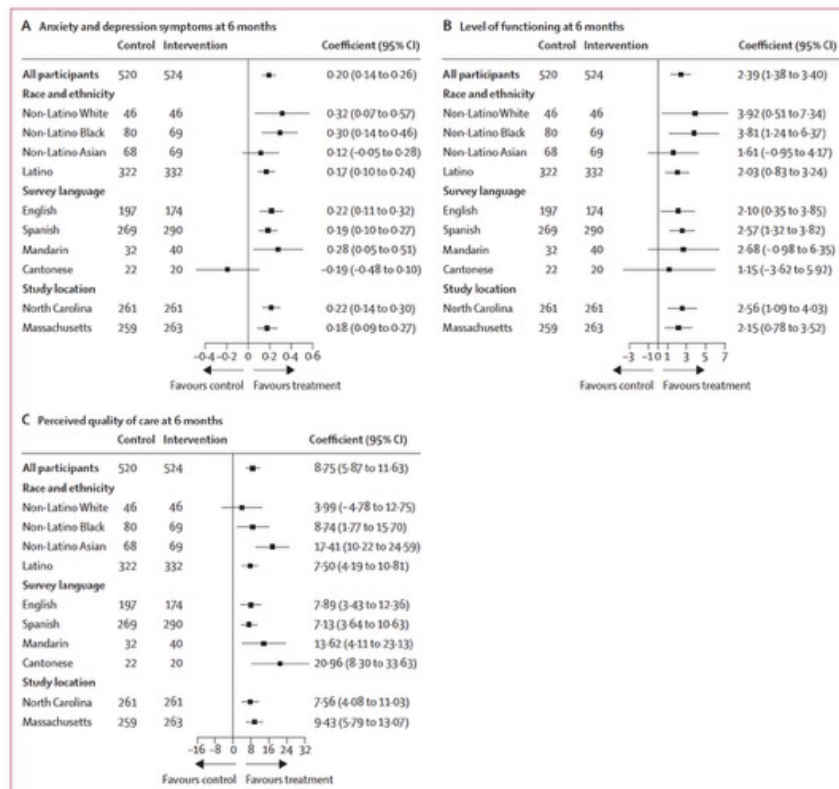 A Anxiety and depression symptoms at 6 months
Control Intervention Coefficient (95% CI)
All participants 520 524 0·20 (0·14 to 0·26)
Race and ethnicity
Non-Latino White 46 46 0·32 (0·07 to 0·57)
Non-Latino Black 80 69 0·30 (0·14 to 0·46)
Non-Latino Asian 68 69 0·12 (–0·05 to 0·28)
Latino 322 332 0·17 (0·10 to 0·24)
Survey language
English 197 174 0·22 (0·11 to 0·32)
Spanish 269 290 0·19 (0·10 to 0·27)
Mandarin 32 40 0·28 (0·05 to 0·51)
Cantonese 22 20 –0·19 (–0·48 to 0·10)
Study location
North Carolina 261 261 0·22 (0·14 to 0·30)
Massachusetts 259 263 0·18 (0·09 to 0·27)
–0·4 –0·2 0 0·2 0·4 0·6
Favours control Favours treatment
B Level of functioning at 6 months
Control Intervention Coefficient (95% CI)
All participants 520 524 2·39 (1·38 to 3·40)
Race and ethnicity
Non-Latino White 46 46 3·92 (0·51 to 7·34)
Non-Latino Black 80 69 3·81 (1·24 to 6·37)
Non-Latino Asian 68 69 1·61 (–0·95 to 4·17)
Latino 322 332 2·03 (0·83 to 3·24)
Survey language
English 197 174 2·10 (0·35 to 3·85)
Spanish 269 290 2·57 (1·32 to 3·82)
Mandarin 32 40 2·68 (–0·98 to 6·35)
Cantonese 22 20 1·15 (–3·62 to 5·92)
Study location
North Carolina 261 261 2·56 (1·09 to 4·03)
Massachusetts 259 263 2·15 (0·78 to 3·52)
–3 –1 0 1 3 5 7
Favours control Favours treatment
C Perceived quality of care at 6 months
Control Intervention Coefficient (95% CI)
All participants 520 524 8·75 (5·87 to 11·63)
Race and ethnicity
Non-Latino White 46 46 3·99 (–4·78 to 12·75)
Non-Latino Black 80 69 8·74 (1·77 to 15·70)
Non-Latino Asian 68 69 17·41 (10·22 to 24·59)
Latino 322 332 7·50 (4·19 to 10·81)
Survey language
English 197 174 7·89 (3·43 to 12·36)
Spanish 269 290 7·13 (3·64 to 10·63)
Mandarin 32 40 13·62 (4·11 to 23·13)
Cantonese 22 20 20·96 (8·30 to 33·63)
Study location
North Carolina 261 261 7·56 (4·08 to 11·03)
Massachusetts 259 263 9·43 (5·79 to 13·07)
–16 –8 0 8 16 24 32
Favours control Favours treatment